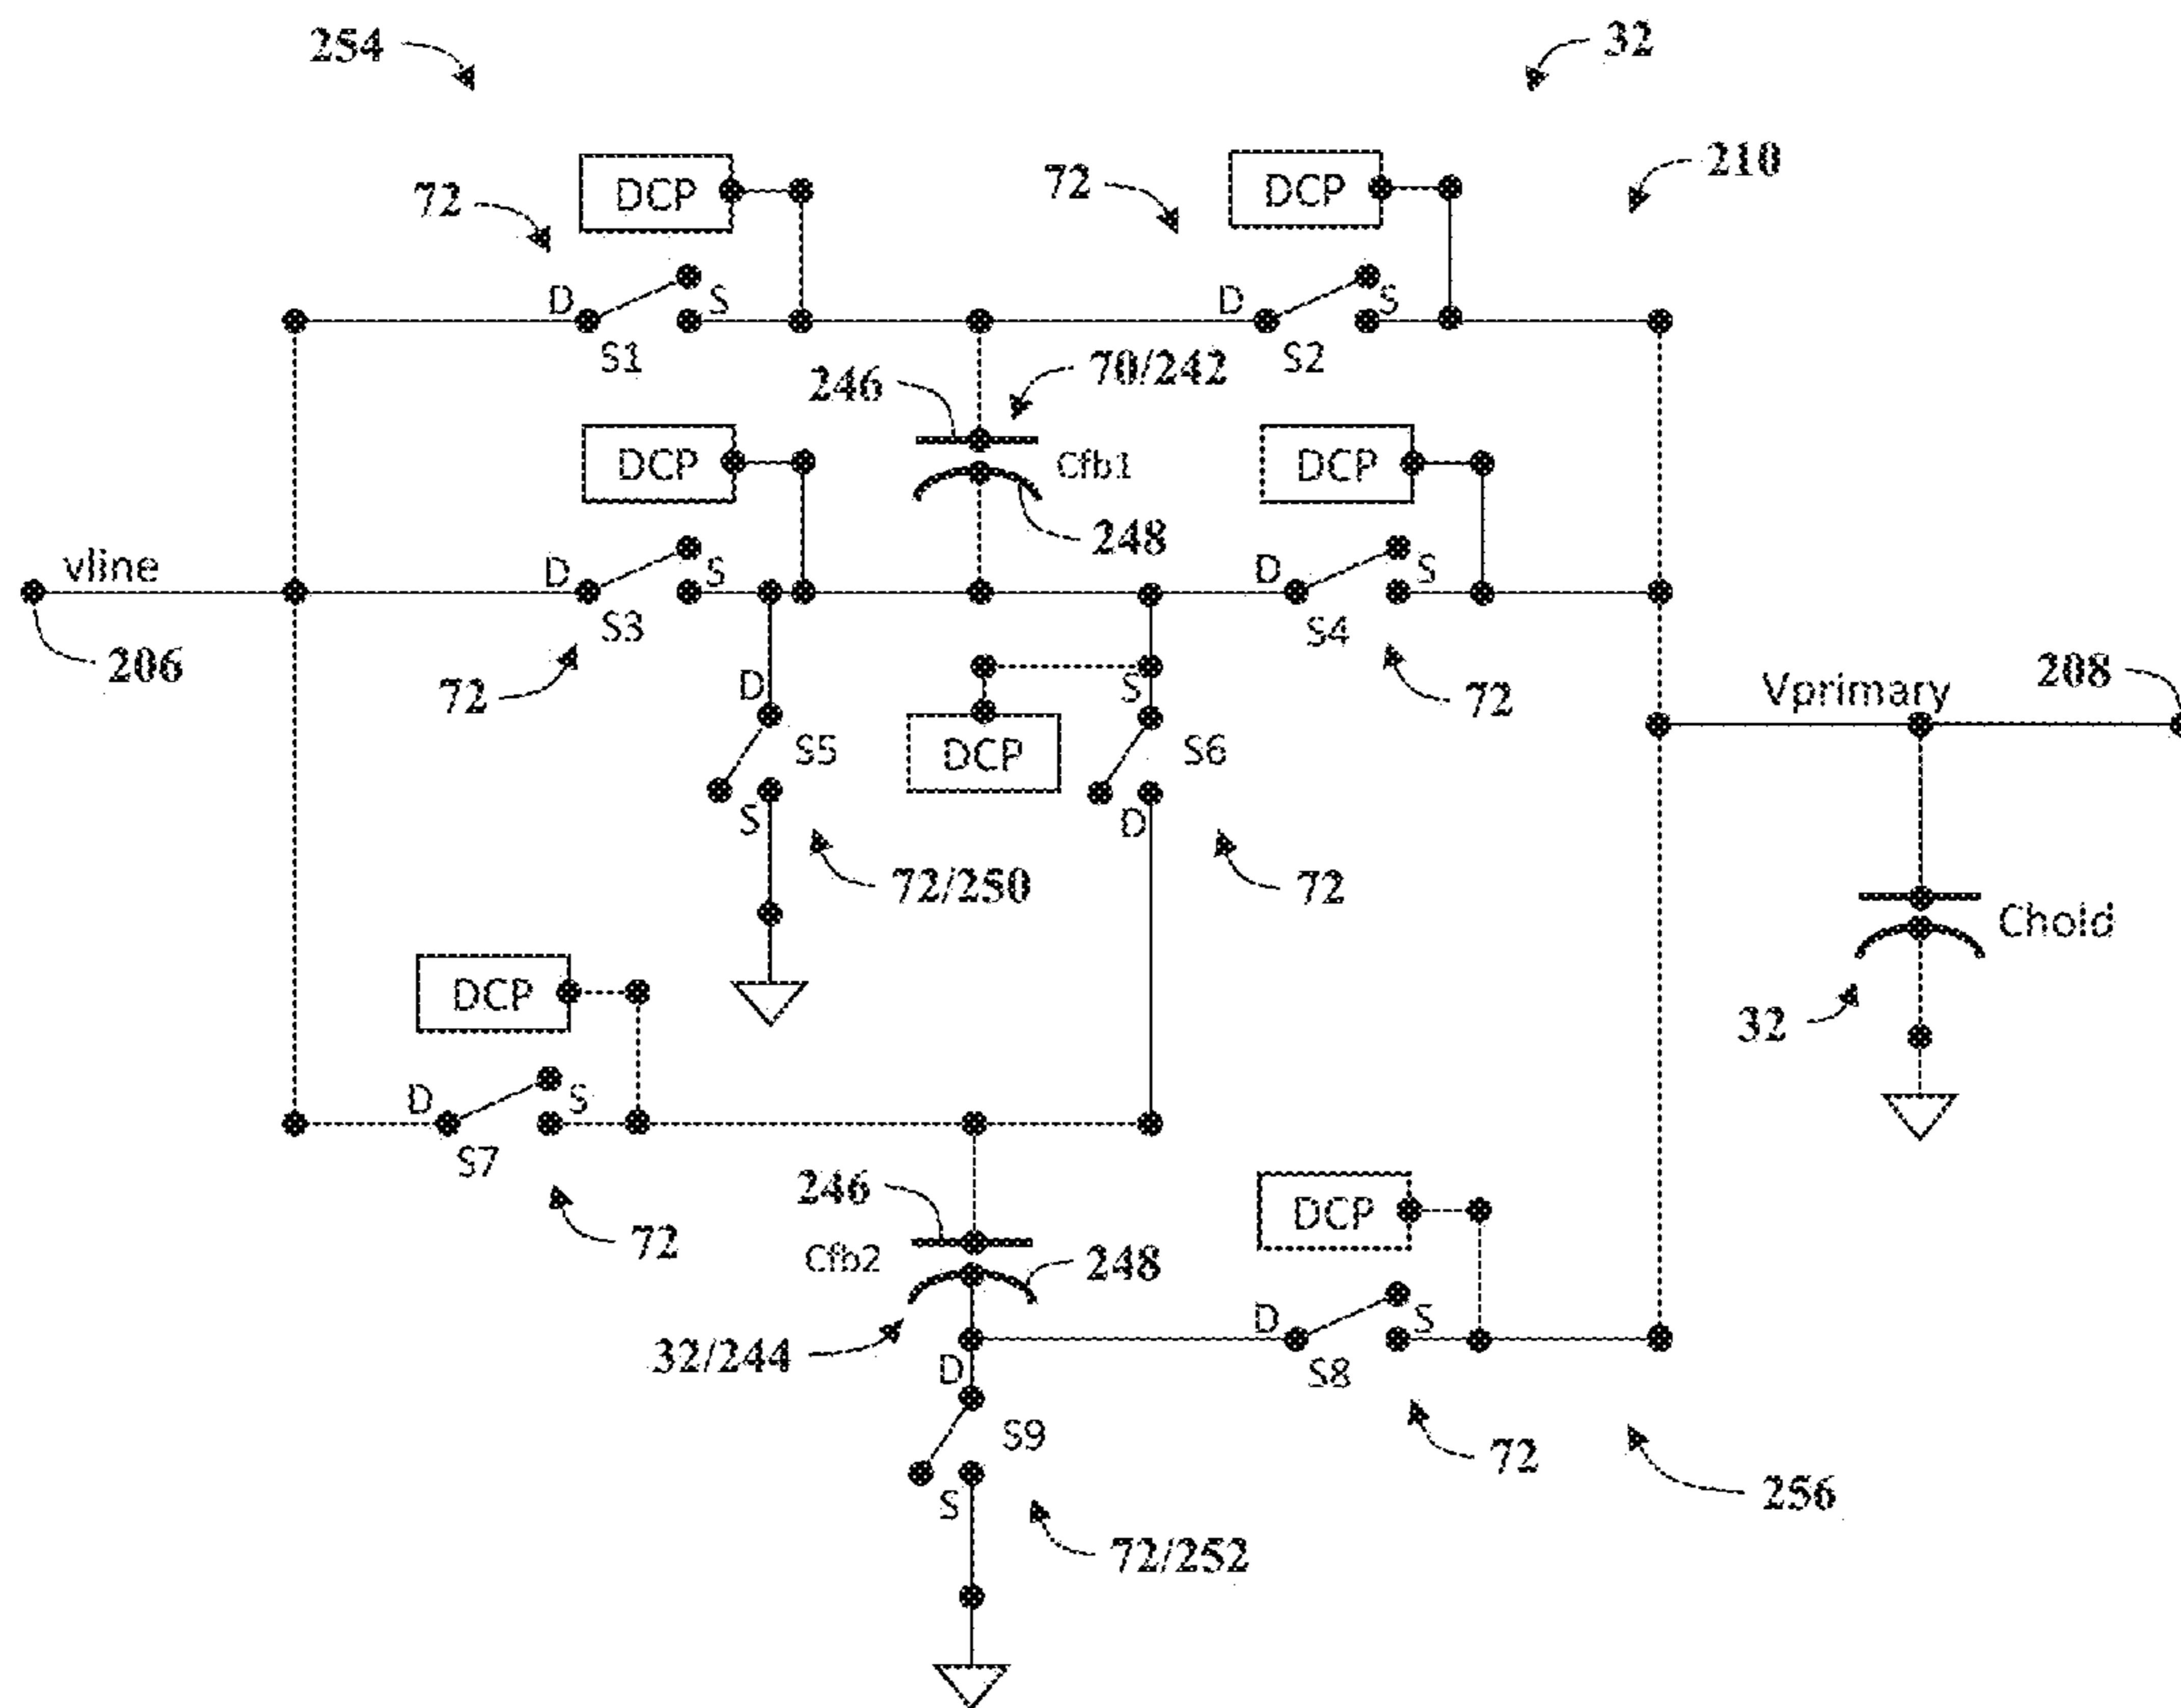 254
32
210
DCP
DCP
72
72
D
S
D
S
S1
S2
246
70/242
DCP
Cfb1
DCP
248
vline
D
S
D
S
S3
S4
206
72
D
S
72
208
Vprimary
S5
DCP
S6
S
D
72/250
72
Chold
DCP
32
D
S
S7
246
DCP
72
Cfb2
248
D
S
32/244
D
S8
S9
72
S
256
72/252